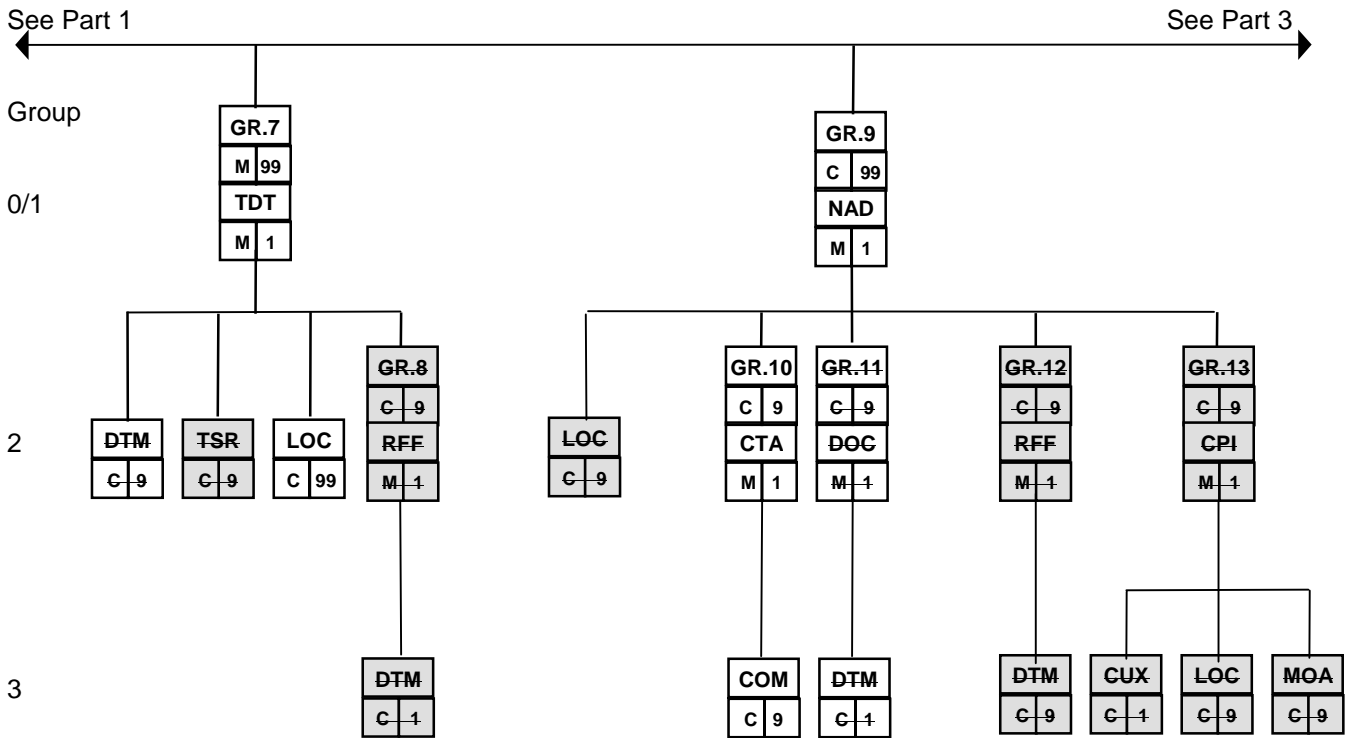 See Part 1 See Part 3
Group
GR.7 GR.9
M 99 C 99
0/1 TDT NAD
M 1 M 1
GR.8 GR.10 GR.11 GR.12 GR.13
C 9 C 9 C 9 C 9 C 9
2 DTM TSR LOC RFF LOC CTA DOC RFF CPI
C 9 C 9 C 99 M 1 C 9 M 1 M 1 M 1 M 1
3 DTM COM DTM DTM CUX LOC MOA
C 1 C 9 C 1 C 9 C 1 C 9 C 9